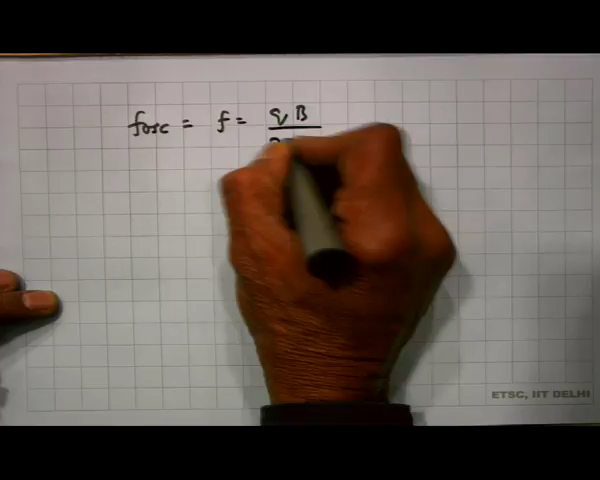 fosc = f = qB
ETSC, IIT DELHI